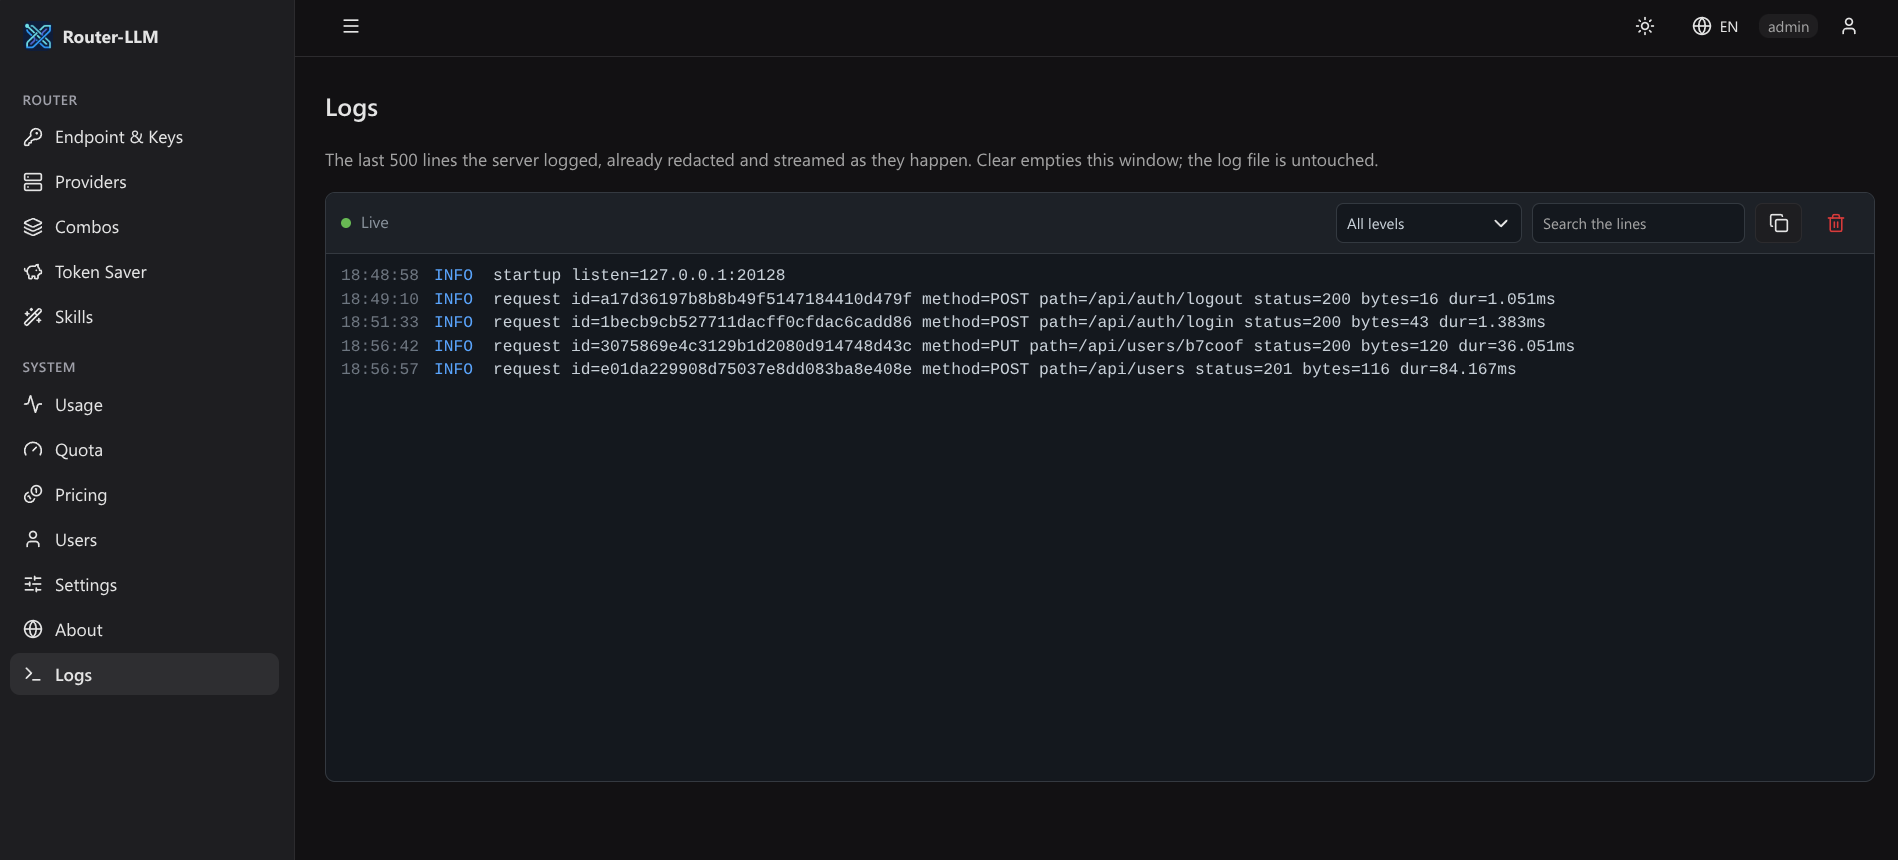 Router-LLM
EN
admin
ROUTER
Endpoint & Keys
Providers
Combos
Token Saver
Skills
SYSTEM
Usage
Quota
Pricing
Users
Settings
About
Logs
Logs
The last 500 lines the server logged, already redacted and streamed as they happen. Clear empties this window; the log file is untouched.
Live
All levels
Search the lines
18:48:58 INFO startup listen=127.0.0.1:20128
18:49:10 INFO request id=a17d36197b8b8b49f5147184410d479f method=POST path=/api/auth/logout status=200 bytes=16 dur=1.051ms
18:51:33 INFO request id=1becb9cb527711dacff0cfdac6cadd86 method=POST path=/api/auth/login status=200 bytes=43 dur=1.383ms
18:56:42 INFO request id=3075869e4c3129b1d2080d914748d43c method=PUT path=/api/users/b7coof status=200 bytes=120 dur=36.051ms
18:56:57 INFO request id=e01da229908d75037e8dd083ba8e408e method=POST path=/api/users status=201 bytes=116 dur=84.167ms